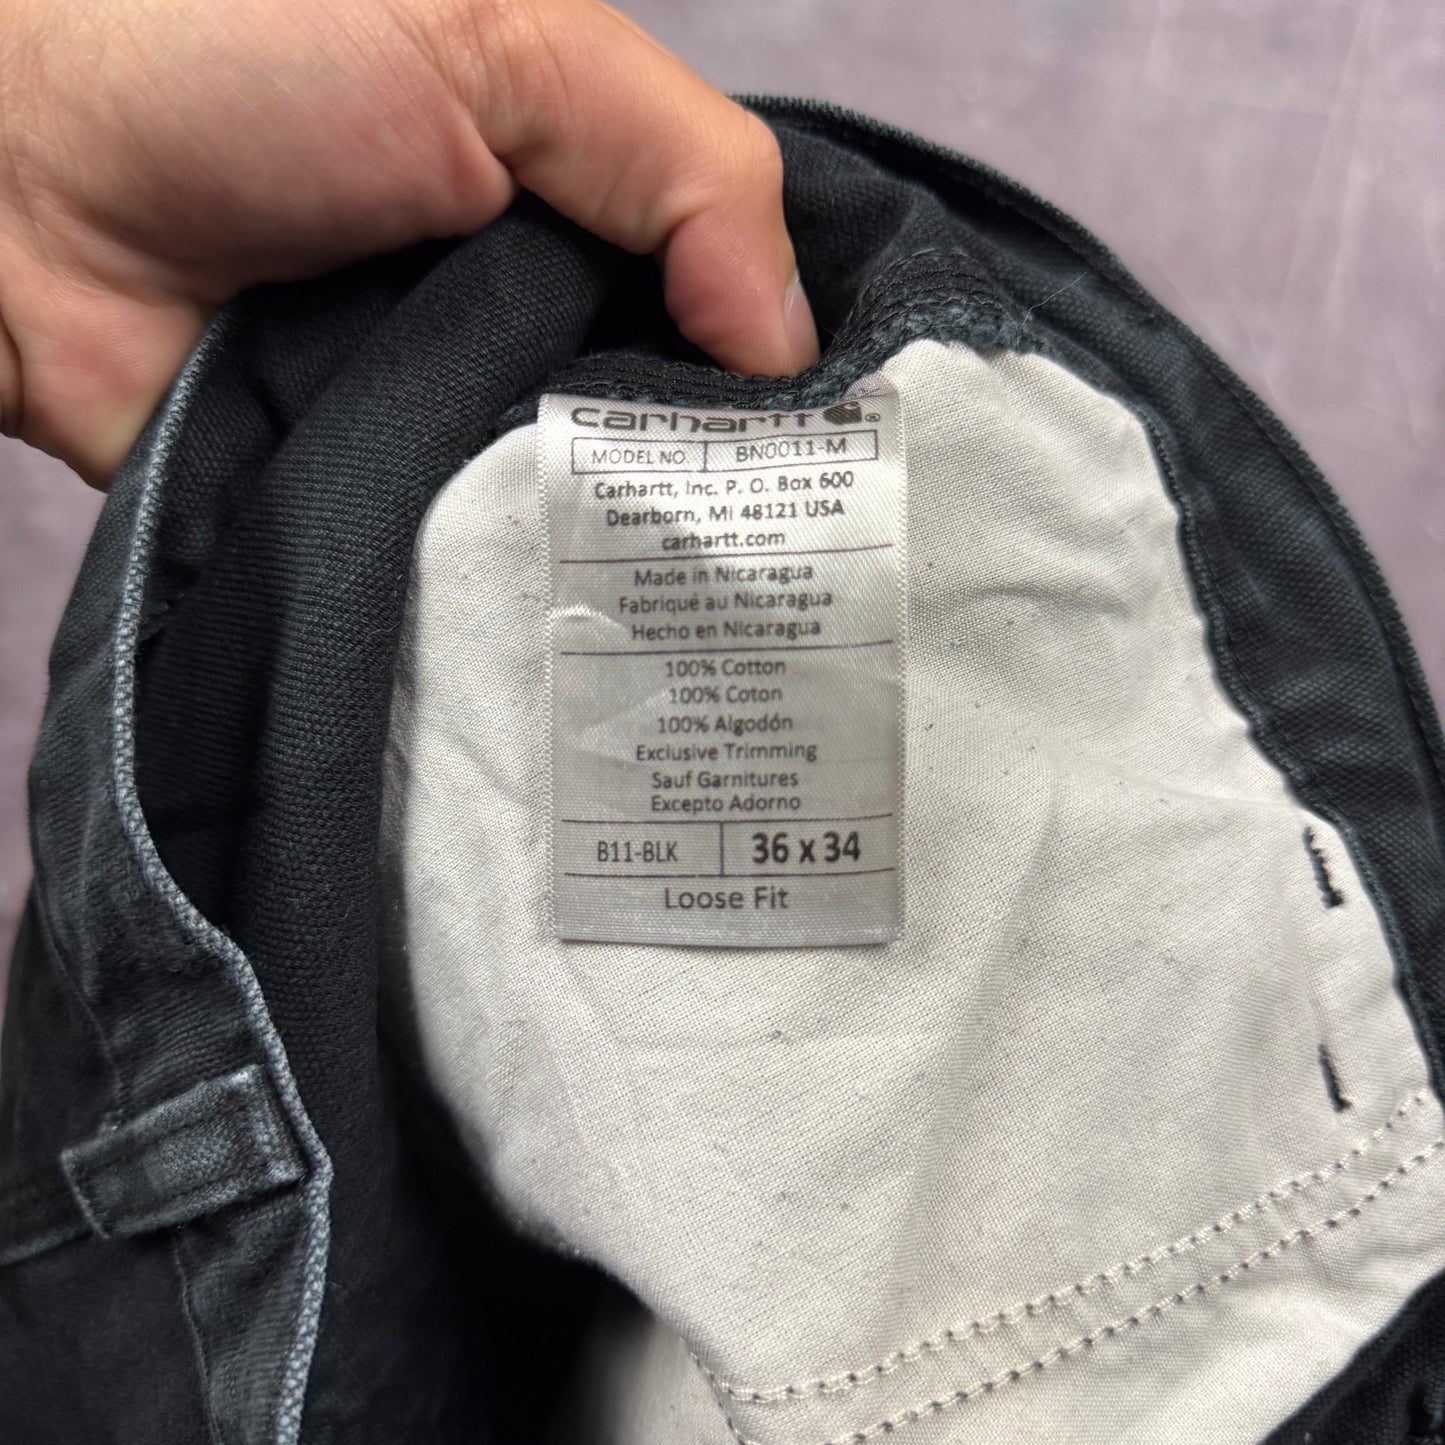 carhartt ®
MODEL NO. BN0011-M
Carhartt, Inc. P. O. Box 600
Dearborn, MI 48121 USA
carhartt.com
Made in Nicaragua
Fabriqué au Nicaragua
Hecho en Nicaragua
100% Cotton
100% Coton
100% Algodón
Exclusive Trimming
Sauf Garnitures
Excepto Adorno
B11-BLK 36 x 34
Loose Fit